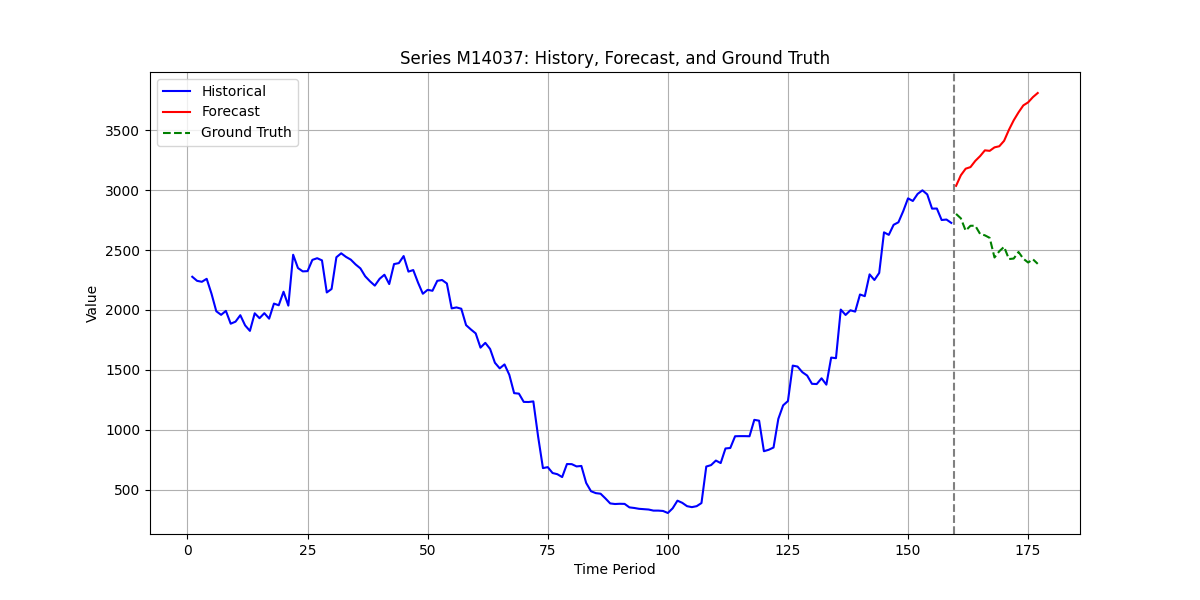 Series M14037: History, Forecast, and Ground Truth
Historical
Forecast
Ground Truth
3500
3000
2500
2000
1500
1000
500
Value
0 25 50 75 100 125 150 175
Time Period